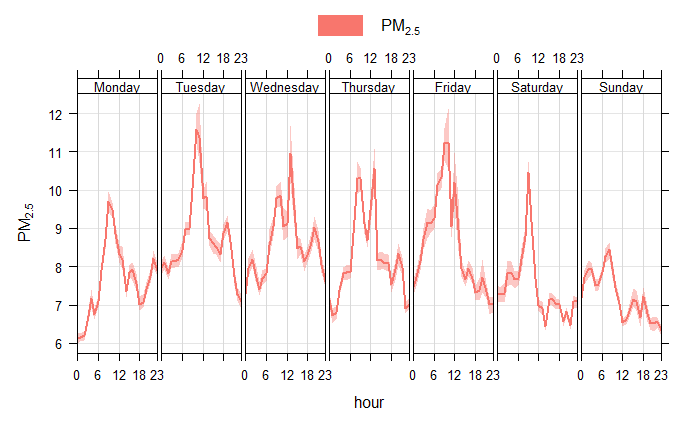 PM2.5
0 6 12 18 23 0 6 12 18 23 0 6 12 18 23
Monday Tuesday Wednesday Thursday Friday Saturday Sunday
12
11
10
9
8
7
6
PM2.5
0 6 12 18 23 0 6 12 18 23 0 6 12 18 23 0 6 12 18 23
hour